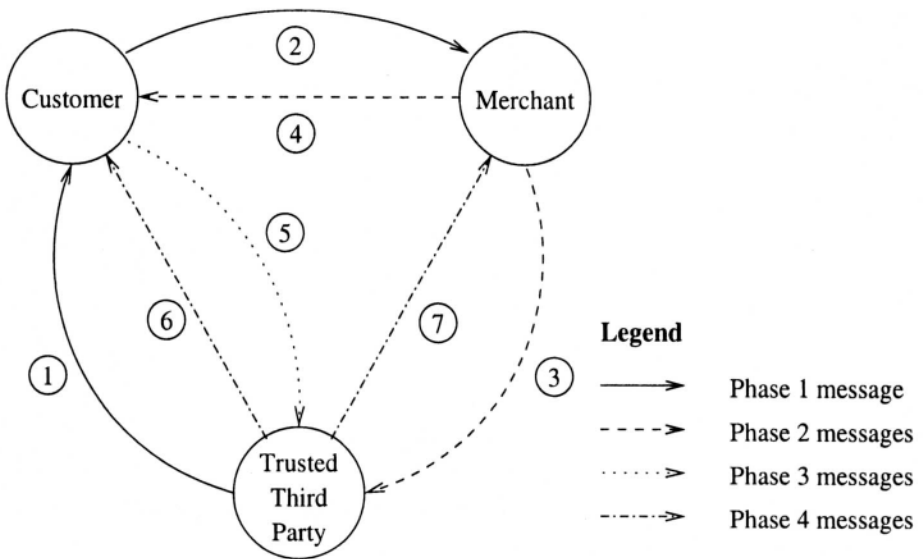 2
Customer
Merchant
4
5
6
7
1
3
Trusted
Third
Party
Legend
Phase 1 message
Phase 2 messages
Phase 3 messages
Phase 4 messages